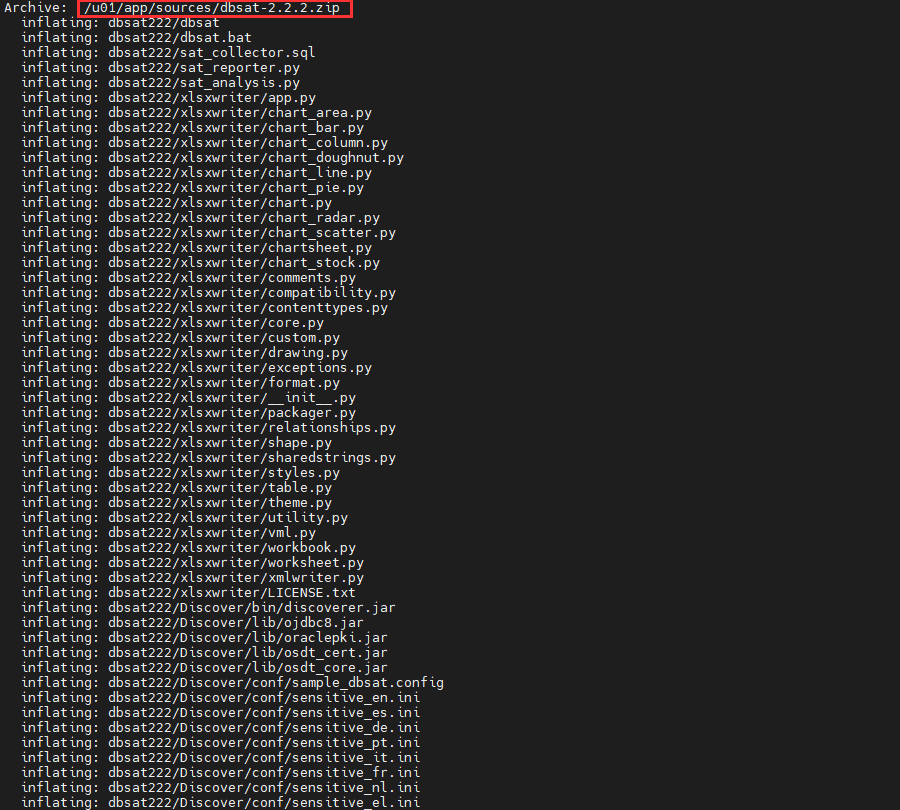 Archive: /u01/app/sources/dbsat-2.2.2.zip
inflating: dbsat222/dbsat
inflating: dbsat222/dbsat.bat
inflating: dbsat222/sat_collector.sql
inflating: dbsat222/sat_reporter.py
inflating: dbsat222/sat_analysis.py
inflating: dbsat222/xlsxwriter/app.py
inflating: dbsat222/xlsxwriter/chart_area.py
inflating: dbsat222/xlsxwriter/chart_bar.py
inflating: dbsat222/xlsxwriter/chart_column.py
inflating: dbsat222/xlsxwriter/chart_doughnut.py
inflating: dbsat222/xlsxwriter/chart_line.py
inflating: dbsat222/xlsxwriter/chart_pie.py
inflating: dbsat222/xlsxwriter/chart.py
inflating: dbsat222/xlsxwriter/chart_radar.py
inflating: dbsat222/xlsxwriter/chart_scatter.py
inflating: dbsat222/xlsxwriter/chartsheet.py
inflating: dbsat222/xlsxwriter/chart_stock.py
inflating: dbsat222/xlsxwriter/comments.py
inflating: dbsat222/xlsxwriter/compatibility.py
inflating: dbsat222/xlsxwriter/contenttypes.py
inflating: dbsat222/xlsxwriter/core.py
inflating: dbsat222/xlsxwriter/custom.py
inflating: dbsat222/xlsxwriter/drawing.py
inflating: dbsat222/xlsxwriter/exceptions.py
inflating: dbsat222/xlsxwriter/format.py
inflating: dbsat222/xlsxwriter/__init__.py
inflating: dbsat222/xlsxwriter/packager.py
inflating: dbsat222/xlsxwriter/relationships.py
inflating: dbsat222/xlsxwriter/shape.py
inflating: dbsat222/xlsxwriter/sharedstrings.py
inflating: dbsat222/xlsxwriter/styles.py
inflating: dbsat222/xlsxwriter/table.py
inflating: dbsat222/xlsxwriter/theme.py
inflating: dbsat222/xlsxwriter/utility.py
inflating: dbsat222/xlsxwriter/vml.py
inflating: dbsat222/xlsxwriter/workbook.py
inflating: dbsat222/xlsxwriter/worksheet.py
inflating: dbsat222/xlsxwriter/xmlwriter.py
inflating: dbsat222/xlsxwriter/LICENSE.txt
inflating: dbsat222/Discover/bin/discoverer.jar
inflating: dbsat222/Discover/lib/ojdbc8.jar
inflating: dbsat222/Discover/lib/oraclepki.jar
inflating: dbsat222/Discover/lib/osdt_cert.jar
inflating: dbsat222/Discover/lib/osdt_core.jar
inflating: dbsat222/Discover/conf/sample_dbsat.config
inflating: dbsat222/Discover/conf/sensitive_en.ini
inflating: dbsat222/Discover/conf/sensitive_es.ini
inflating: dbsat222/Discover/conf/sensitive_de.ini
inflating: dbsat222/Discover/conf/sensitive_pt.ini
inflating: dbsat222/Discover/conf/sensitive_it.ini
inflating: dbsat222/Discover/conf/sensitive_fr.ini
inflating: dbsat222/Discover/conf/sensitive_nl.ini
inflating: dbsat222/Discover/conf/sensitive_el.ini